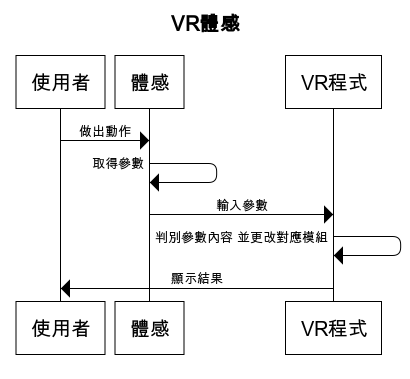 VR體感
使用者
體感
VR程式
做出動作
取得參數
輸入參數
判別參數內容 並更改對應模組
顯示結果
使用者
體感
VR程式